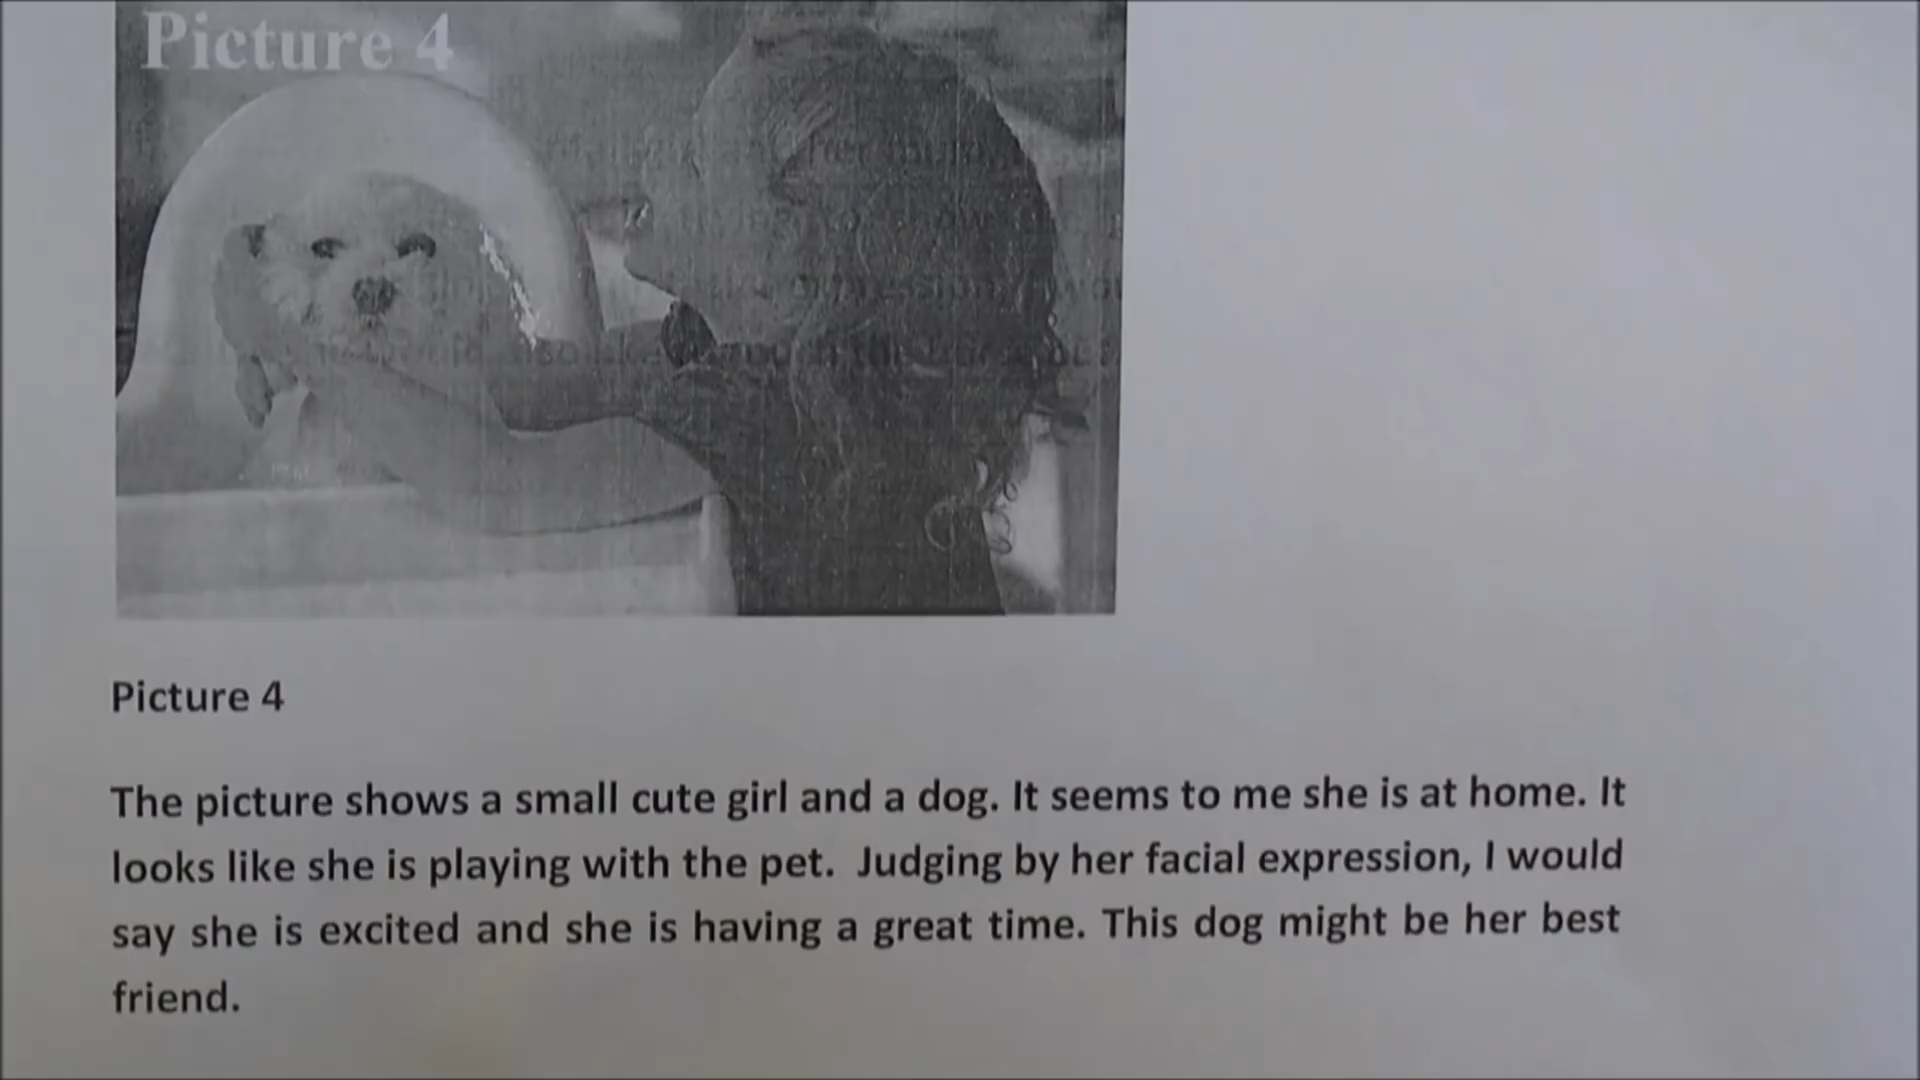 Picture 4
Picture 4
The picture shows a small cute girl and a dog. It seems to me she is at home. It
looks like she is playing with the pet. Judging by her facial expression, I would
say she is excited and she is having a great time. This dog might be her best
friend.